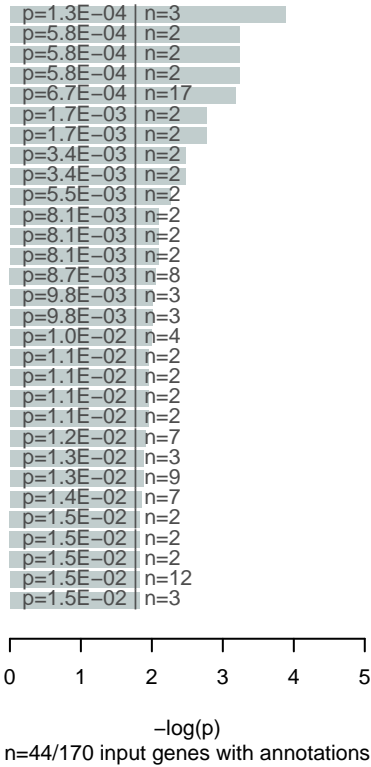 p=1.3E−04 n=3
p=5.8E−04 n=2
p=5.8E−04 n=2
p=5.8E−04 n=2
p=6.7E−04 n=17
p=1.7E−03 n=2
p=1.7E−03 n=2
p=3.4E−03 n=2
p=3.4E−03 n=2
p=5.5E−03 n=2
p=8.1E−03 n=2
p=8.1E−03 n=2
p=8.1E−03 n=2
p=8.7E−03 n=8
p=9.8E−03 n=3
p=9.8E−03 n=3
p=1.0E−02 n=4
p=1.1E−02 n=2
p=1.1E−02 n=2
p=1.1E−02 n=2
p=1.1E−02 n=2
p=1.2E−02 n=7
p=1.3E−02 n=3
p=1.3E−02 n=9
p=1.4E−02 n=7
p=1.5E−02 n=2
p=1.5E−02 n=2
p=1.5E−02 n=2
p=1.5E−02 n=12
p=1.5E−02 n=3
0 1 2 3 4 5
−log(p)
n=44/170 input genes with annotations